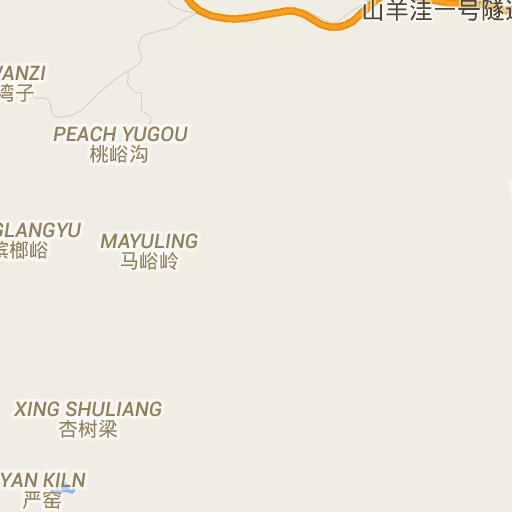 山羊洼一号隧道
WANZI
湾子
PEACH YUGOU
桃峪沟
GLANGYU
槟榔峪
MAYULING
马峪岭
XING SHULIANG
杏树梁
YAN KILN
严窑